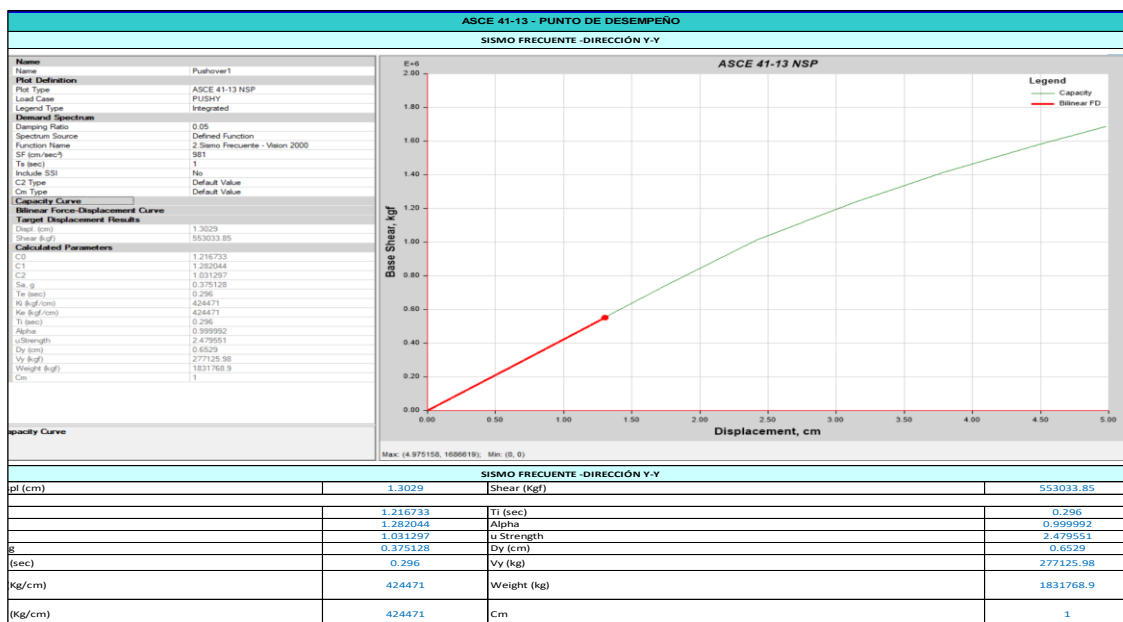 ASCE 41-13 - PUNTO DE DESEMPEÑO
SISMO FRECUENTE -DIRECCIÓN Y-Y
Name
Name Pushover1
Plot Definition
Plot Type ASCE 41-13 NSP
Load Case PUSHY
Legend Type Integrated
Demand Spectrum
Damping Ratio 0.05
Spectrum Source Defined Function
Function Name 2.Sismo Frecuente - Vision 2000
SF (cm/sec²) 981
Ts (sec) 1
Include SSI No
C2 Type Default Value
Cm Type Default Value
Capacity Curve
Bilinear Force-Displacement Curve
Target Displacement Results
Displ. (cm) 1.3029
Shear (kgf) 553033.85
Calculated Parameters
C0 1.216733
C1 1.282044
C2 1.031297
Sa, g 0.375128
Te (sec) 0.296
Ki (kgf/cm) 424471
Ke (kgf/cm) 424471
Ti (sec) 0.296
Alpha 0.999992
uStrength 2.479551
Dy (cm) 0.6529
Vy (kgf) 277125.98
Weight (kgf) 1831768.9
Cm 1
apacity Curve
ASCE 41-13 NSP
E+6
2.00
1.80
1.60
1.40
1.20
1.00
0.80
0.60
0.40
0.20
0.00
Base Shear, kgf
Legend
Capacity
Bilinear FD
0.00 0.50 1.00 1.50 2.00 2.50 3.00 3.50 4.00 4.50 5.00
Displacement, cm
Max: (4.975158, 1686619); Min: (0, 0)
SISMO FRECUENTE -DIRECCIÓN Y-Y
pl (cm) 1.3029 Shear (Kgf) 553033.85
1.216733 Ti (sec) 0.296
1.282044 Alpha 0.999992
1.031297 u Strength 2.479551
g 0.375128 Dy (cm) 0.6529
(sec) 0.296 Vy (kg) 277125.98
Kg/cm) 424471 Weight (kg) 1831768.9
(Kg/cm) 424471 Cm 1